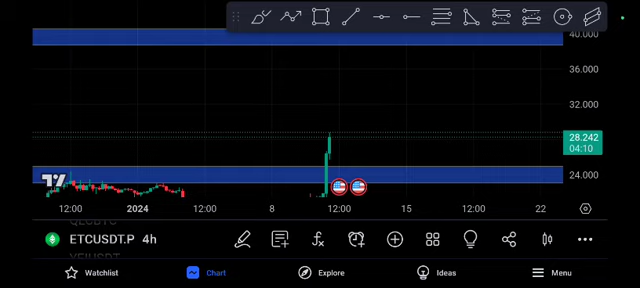 40.000
36.000
32.000
28.242
04:10
24.000
12:00 2024 12:00 8 12:00 15 12:00 22
ETCUSDT.P 4h
Watchlist Chart Explore Ideas Menu